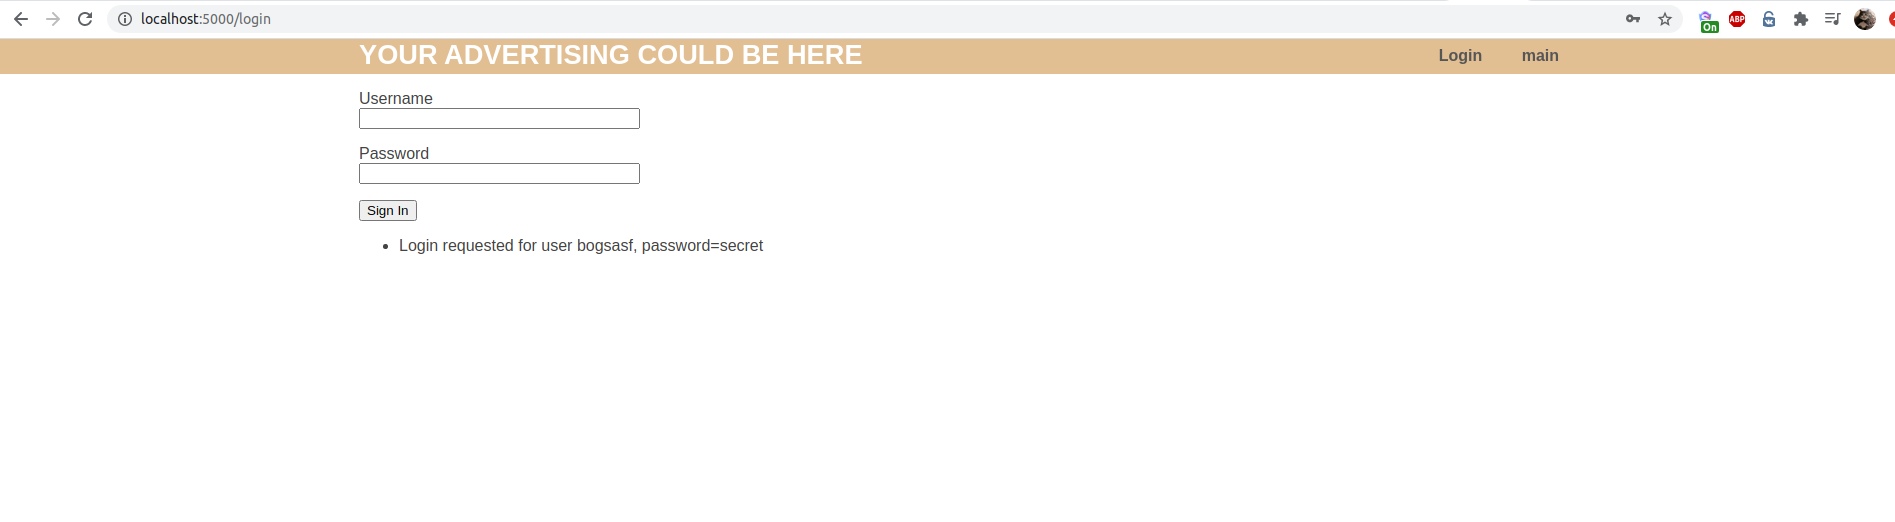 localhost:5000/login
On
ABP
YOUR ADVERTISING COULD BE HERE
Login
main
Username
Password
Sign In
Login requested for user bogsasf, password=secret